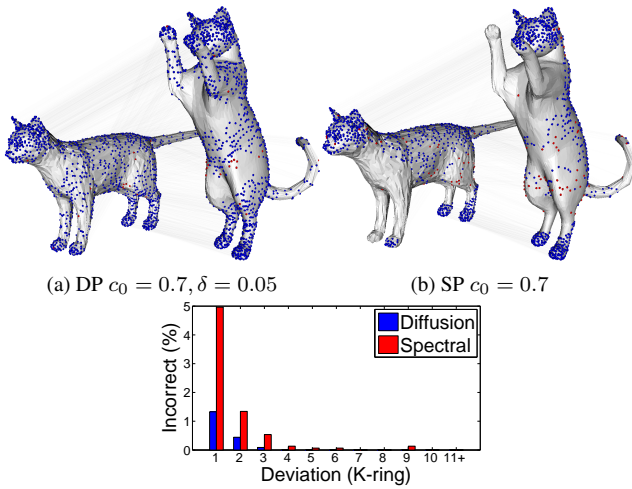 (a) DP c₀ = 0.7, δ = 0.05
(b) SP c₀ = 0.7
5
4
3
2
1
0
Incorrect (%)
Diffusion
Spectral
1 2 3 4 5 6 7 8 9 10 11+
Deviation (K-ring)